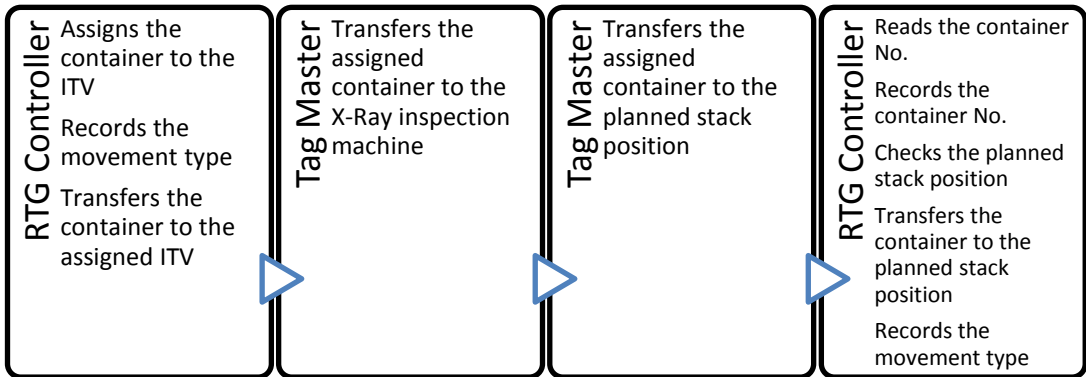 RTG Controller
Assigns the
container to the
ITV
Records the
movement type
Transfers the
container to the
assigned ITV
Tag Master
Transfers the
assigned
container to the
X-Ray inspection
machine
Tag Master
Transfers the
assigned
container to the
planned stack
position
RTG Controller
Reads the container
No.
Records the
container No.
Checks the planned
stack position
Transfers the
container to the
planned stack
position
Records the
movement type